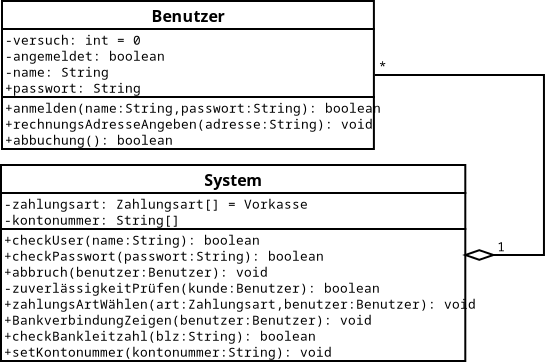 Benutzer
-versuch: int = 0
-angemeldet: boolean
-name: String
+passwort: String
+anmelden(name:String,passwort:String): boolean
+rechnungsAdresseAngeben(adresse:String): void
+abbuchung(): boolean
*
System
-zahlungsart: Zahlungsart[] = Vorkasse
-kontonummer: String[]
+checkUser(name:String): boolean
+checkPasswort(passwort:String): boolean
+abbruch(benutzer:Benutzer): void
-zuverlässigkeitPrüfen(kunde:Benutzer): boolean
+zahlungsArtWählen(art:Zahlungsart,benutzer:Benutzer): void
+BankverbindungZeigen(benutzer:Benutzer): void
+checkBankleitzahl(blz:String): boolean
+setKontonummer(kontonummer:String): void
1